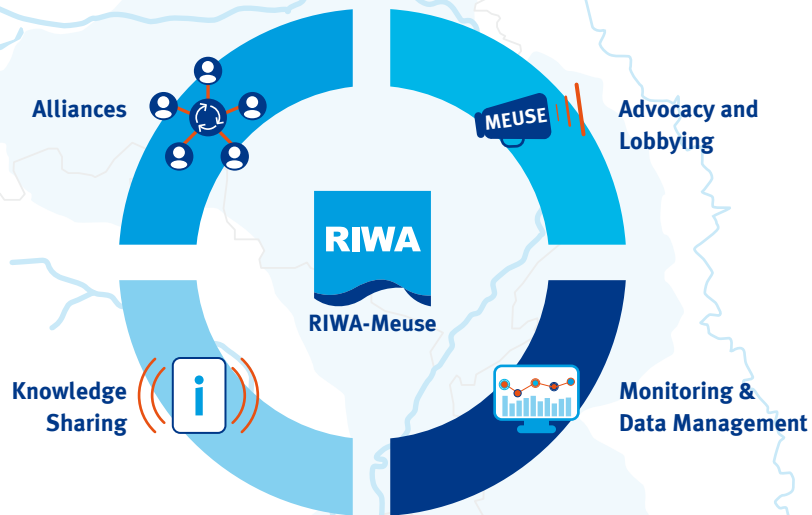 Alliances
MEUSE
Advocacy and
Lobbying
RIWA
RIWA-Meuse
Knowledge
Sharing
i
Monitoring &
Data Management